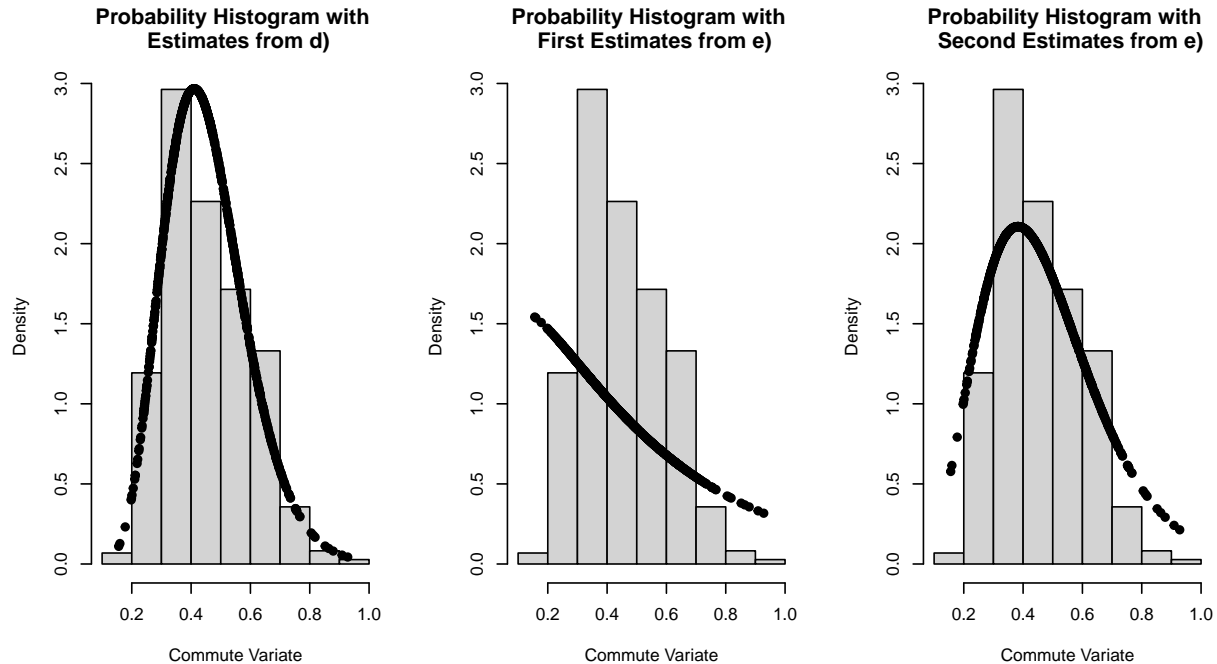 Probability Histogram with
Estimates from d)
3.0
2.5
2.0
1.5
1.0
0.5
0.0
Density
0.2 0.4 0.6 0.8 1.0
Commute Variate
Probability Histogram with
First Estimates from e)
3.0
2.5
2.0
1.5
1.0
0.5
0.0
Density
0.2 0.4 0.6 0.8 1.0
Commute Variate
Probability Histogram with
Second Estimates from e)
3.0
2.5
2.0
1.5
1.0
0.5
0.0
Density
0.2 0.4 0.6 0.8 1.0
Commute Variate